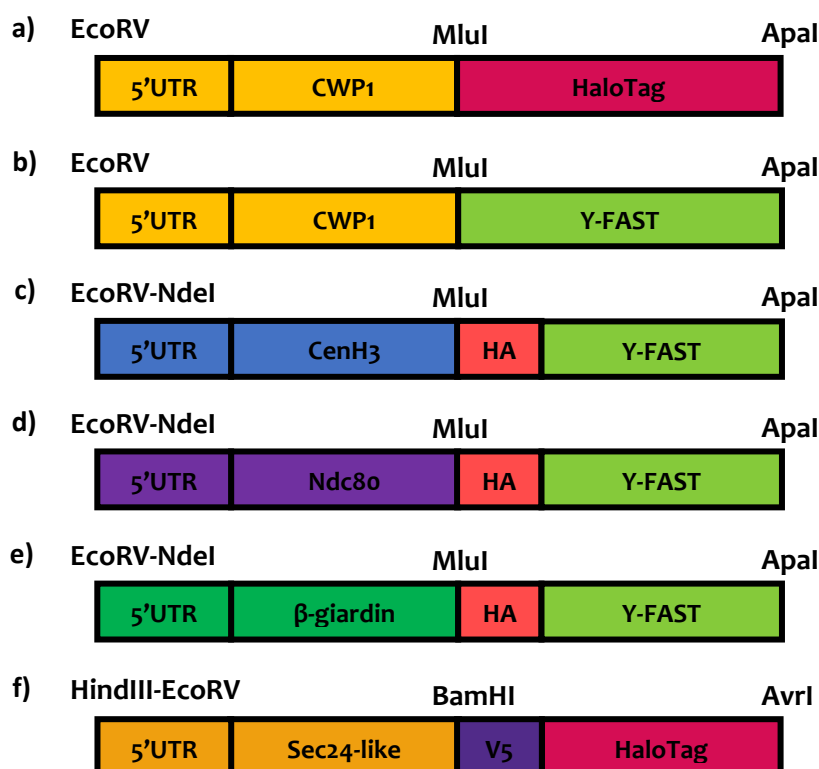 a) EcoRV MluI ApaI
5'UTR CWP1 HaloTag
b) EcoRV MluI ApaI
5'UTR CWP1 Y-FAST
c) EcoRV-NdeI MluI ApaI
5'UTR CenH3 HA Y-FAST
d) EcoRV-NdeI MluI ApaI
5'UTR Ndc80 HA Y-FAST
e) EcoRV-NdeI MluI ApaI
5'UTR β-giardin HA Y-FAST
f) HindIII-EcoRV BamHI AvrI
5'UTR Sec24-like V5 HaloTag